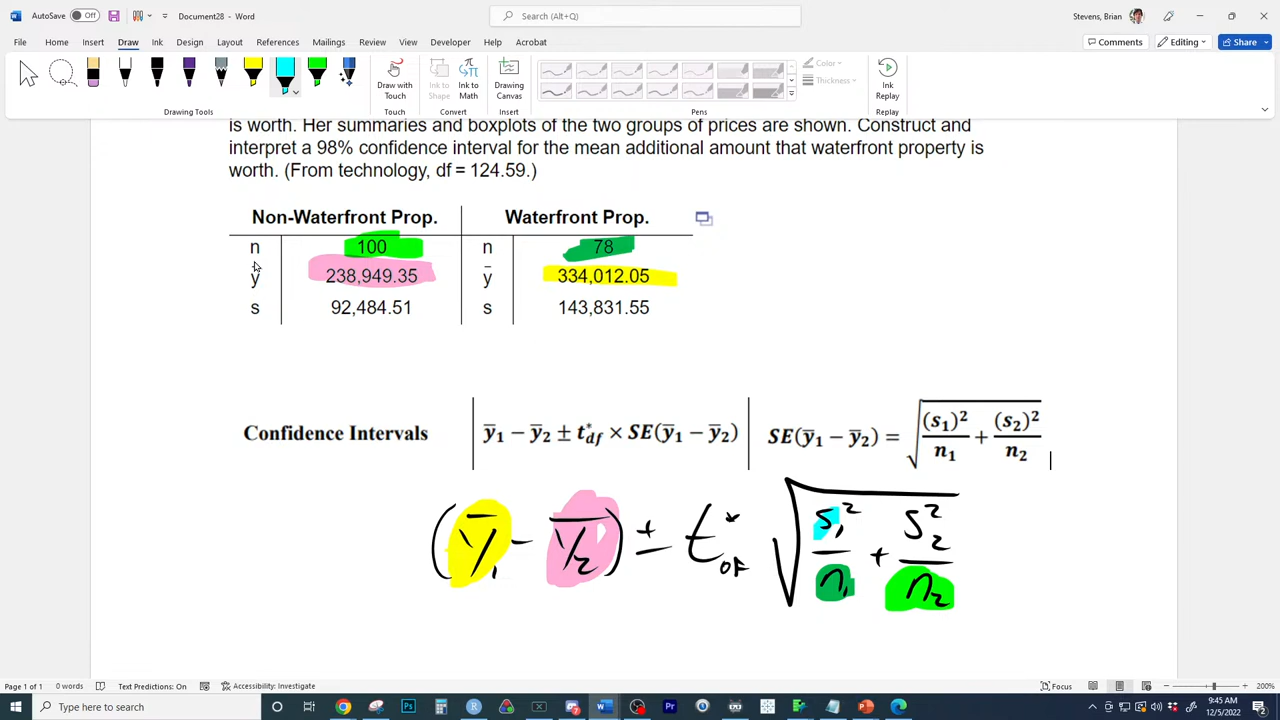 AutoSave Off
Document28 - Word
Search (Alt+Q)
Stevens, Brian
File Home Insert Draw Ink Design Layout References Mailings Review View Developer Help Acrobat
Comments Editing Share
Draw with Touch
Ink to Shape
Ink to Math
Drawing Canvas
Color
Thickness
Ink Replay
Drawing Tools Touch Convert Insert Pens Replay
is worth. Her summaries and boxplots of the two groups of prices are shown. Construct and
interpret a 98% confidence interval for the mean additional amount that waterfront property is
worth. (From technology, df = 124.59.)
Non-Waterfront Prop. Waterfront Prop.
n 100 n 78
ȳ 238,949.35 ȳ 334,012.05
s 92,484.51 s 143,831.55
Confidence Intervals | ȳ₁ − ȳ₂ ± t*df × SE(ȳ₁ − ȳ₂) | SE(ȳ₁ − ȳ₂) = √((s₁)²/n₁ + (s₂)²/n₂)
(ȳ₁ − ȳ₂) ± t*DF √(s₁²/n₁ + s₂²/n₂)
Page 1 of 1 0 words Text Predictions: On Accessibility: Investigate Focus 200%
Type here to search
9:45 AM
12/5/2022